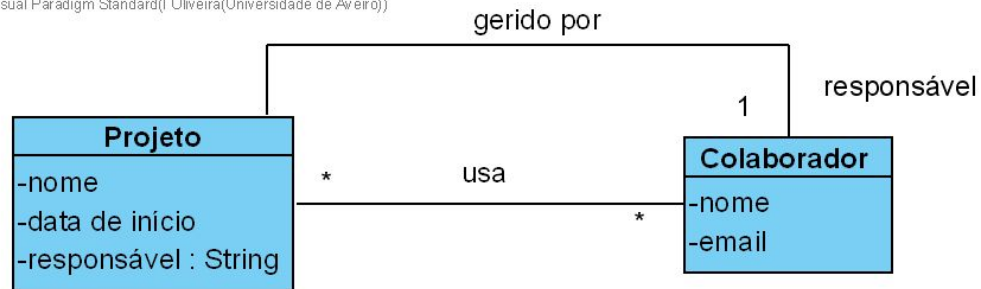 sual Paradigm Standard(I Oliveira(Universidade de Aveiro))
gerido por
responsável
1
Projeto
-nome
-data de início
-responsável : String
*
usa
*
Colaborador
-nome
-email